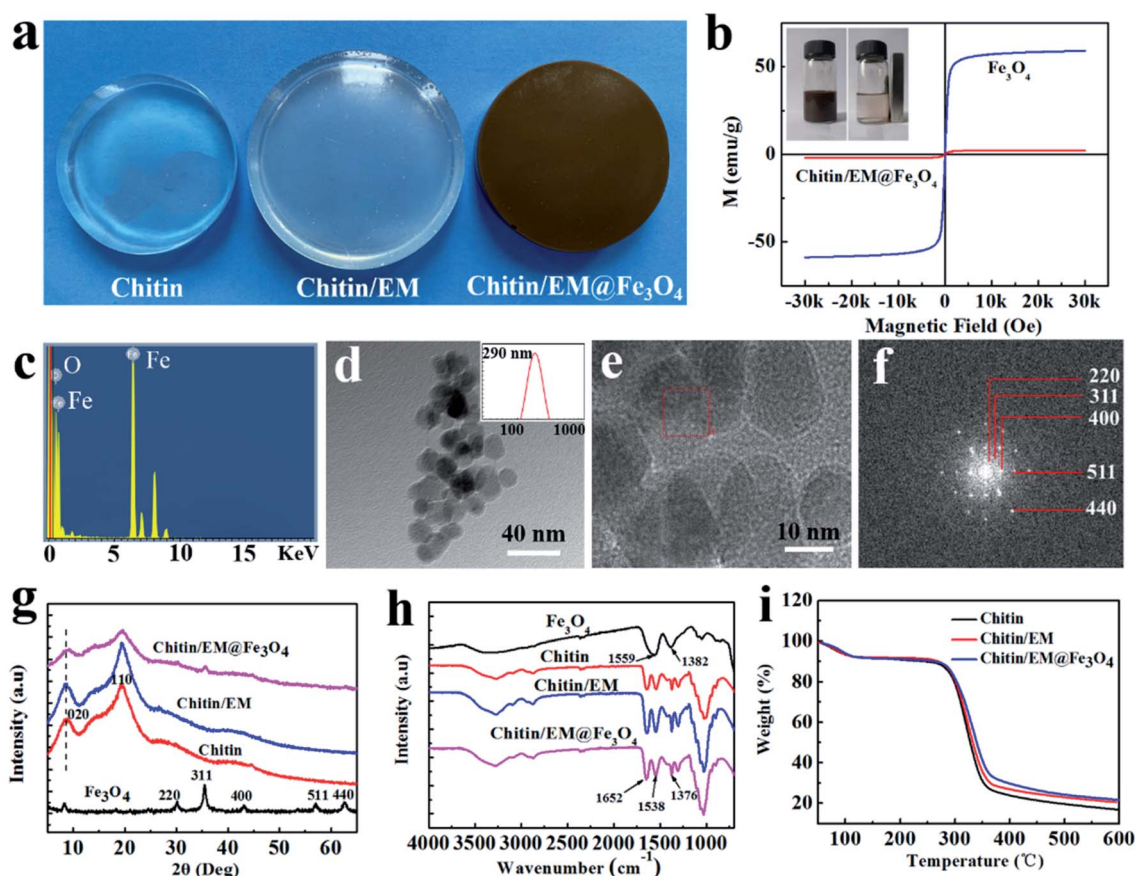 a
Chitin
Chitin/EM
Chitin/EM@Fe₃O₄
b
M (emu/g)
50
0
-50
Fe₃O₄
Chitin/EM@Fe₃O₄
-30k -20k -10k 0 10k 20k 30k
Magnetic Field (Oe)
c
O
Fe
Fe
Fe
Fe
0 10 KeV
d
290 nm
100 1000
40 nm
e
10 nm
f
220
311
400
511
440
g
Intensity (a.u)
Chitin/EM@Fe₃O₄
110
Chitin/EM
020
Chitin
311
Fe₃O₄
220
400
511
440
10 20 30 40 50 60
2θ (Deg)
h
Intensity (a.u)
Fe₃O₄
1559
1382
Chitin
Chitin/EM
Chitin/EM@Fe₃O₄
1652
1538
1376
4000 3500 3000 2500 2000 1500 1000
Wavenumber (cm⁻¹)
i
Weight (%)
120
100
80
60
40
20
Chitin
Chitin/EM
Chitin/EM@Fe₃O₄
100 200 300 400 500 600
Temperature (℃)